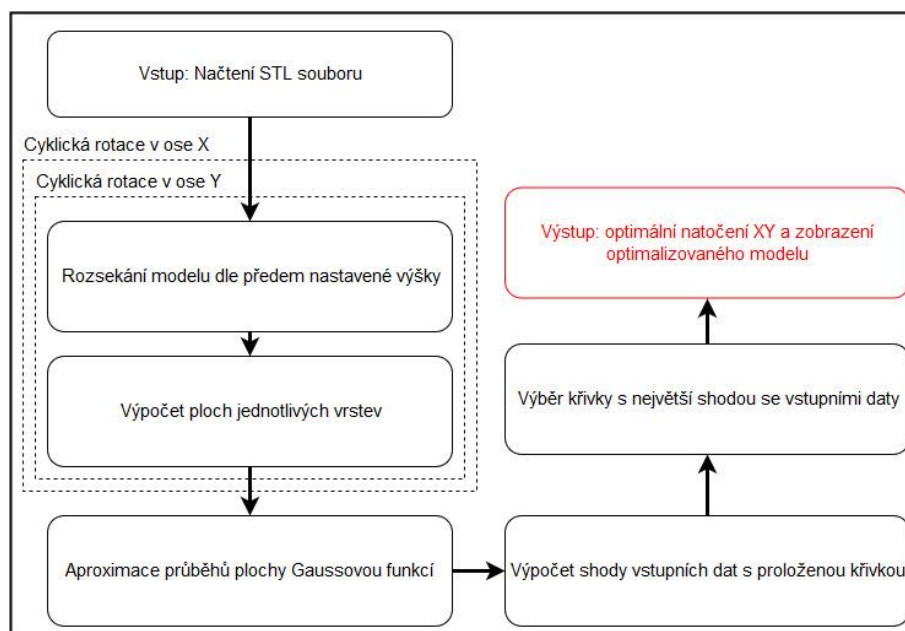 Vstup: Načtení STL souboru
Cyklická rotace v ose X
Cyklická rotace v ose Y
Rozsekání modelu dle předem nastavené výšky
Výpočet ploch jednotlivých vrstev
Aproximace průběhů plochy Gaussovou funkcí
Výpočet shody vstupních dat s proloženou křivkou
Výběr křivky s největší shodou se vstupními daty
Výstup: optimální natočení XY a zobrazení
optimalizovaného modelu